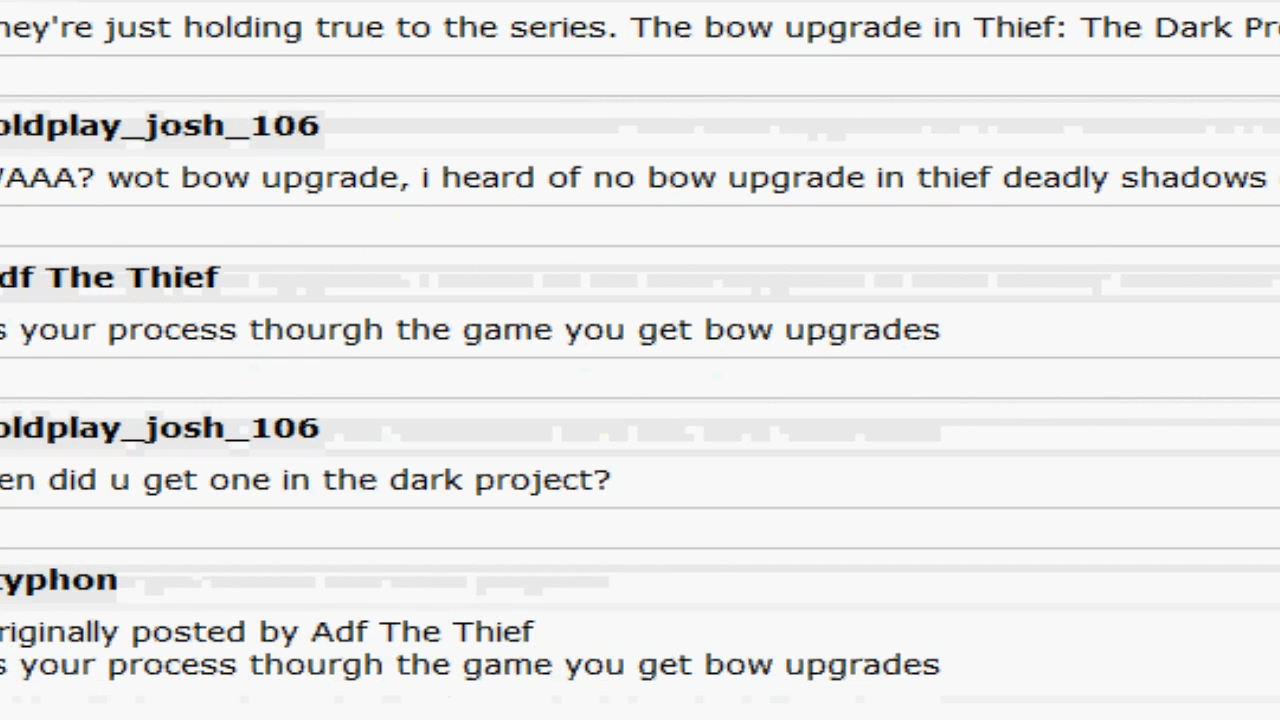 hey're just holding true to the series. The bow upgrade in Thief: The Dark Pr
oldplay_josh_106
AAA? wot bow upgrade, i heard of no bow upgrade in thief deadly shadows
df The Thief
s your process thourgh the game you get bow upgrades
oldplay_josh_106
en did u get one in the dark project?
typhon
riginally posted by Adf The Thief
s your process thourgh the game you get bow upgrades